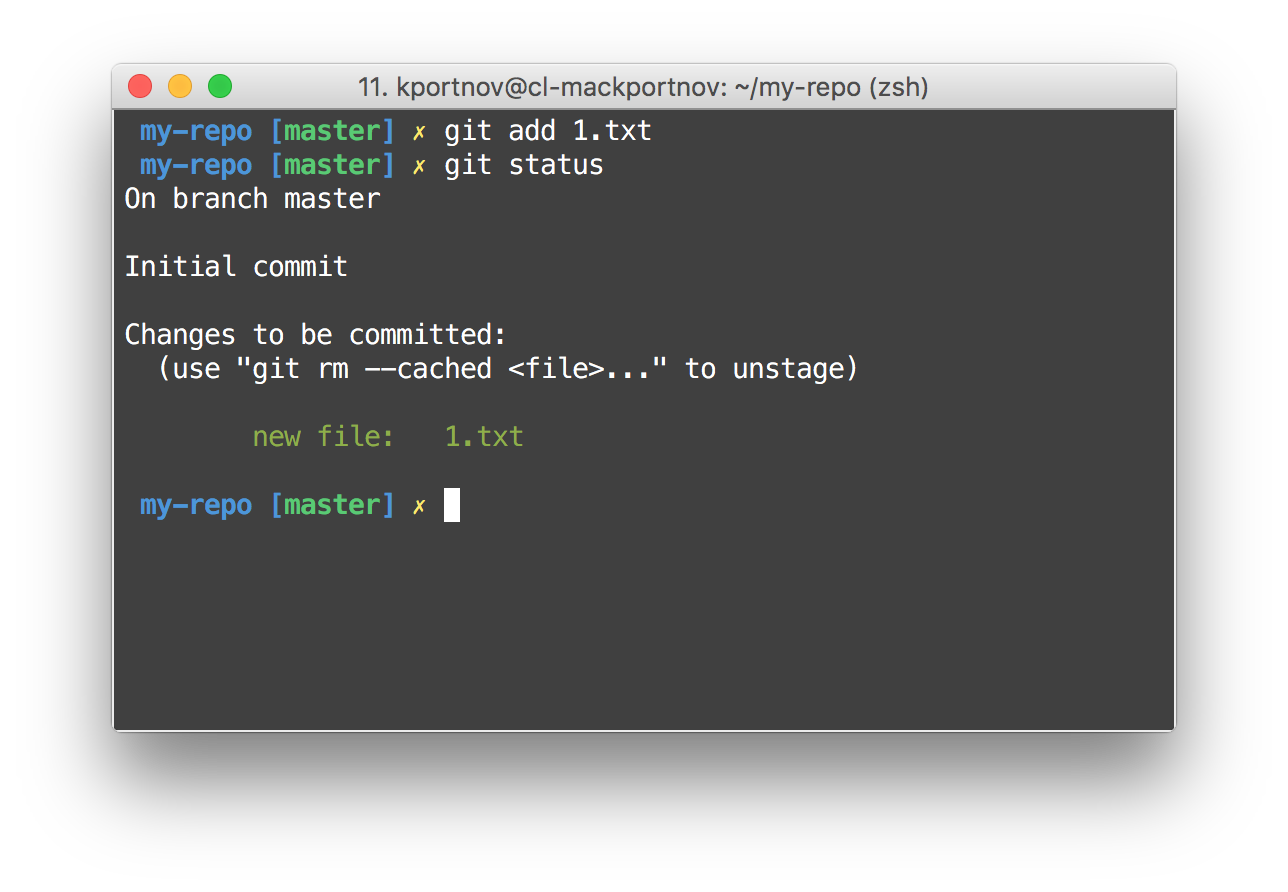 11. kportnov@cl-mackportnov: ~/my-repo (zsh)
my-repo [master] ✗ git add 1.txt
my-repo [master] ✗ git status
On branch master
Initial commit
Changes to be committed:
(use "git rm --cached <file>..." to unstage)
new file:   1.txt
my-repo [master] ✗